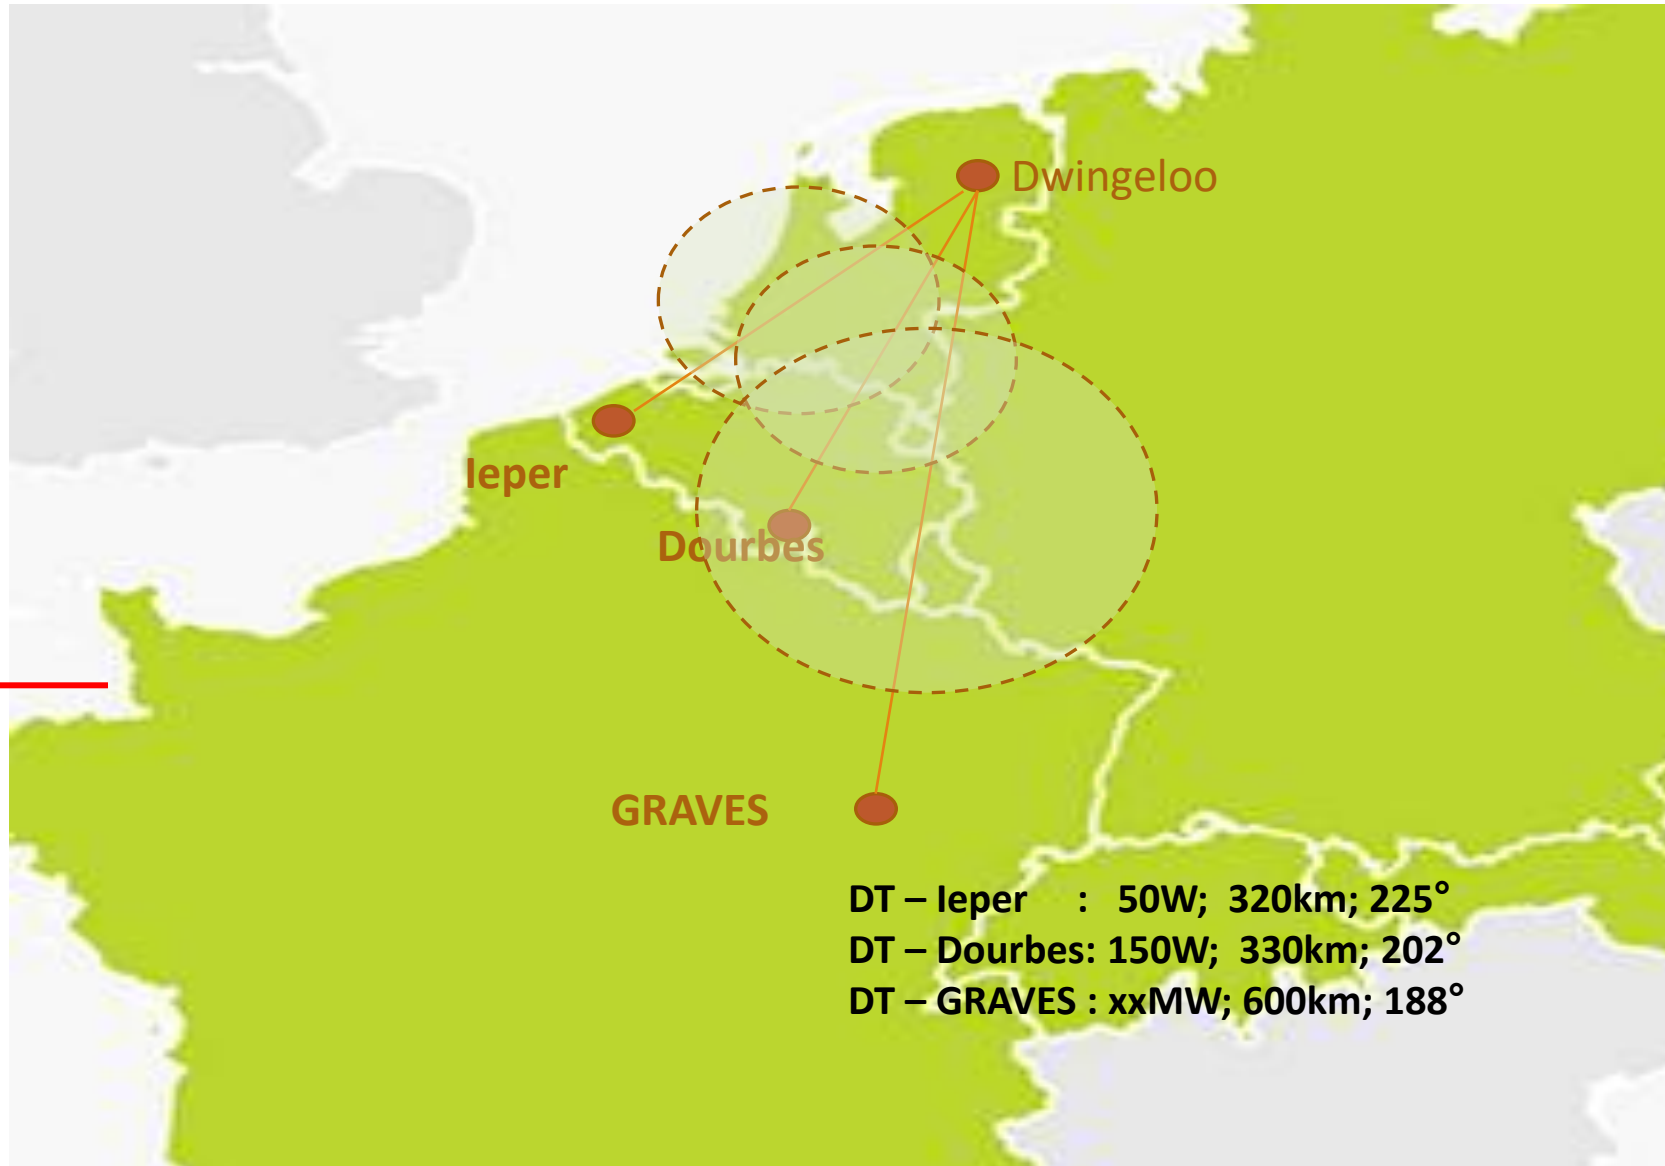 Dwingeloo
Ieper
Dourbes
GRAVES
DT – Ieper : 50W; 320km; 225°
DT – Dourbes: 150W; 330km; 202°
DT – GRAVES : xxMW; 600km; 188°